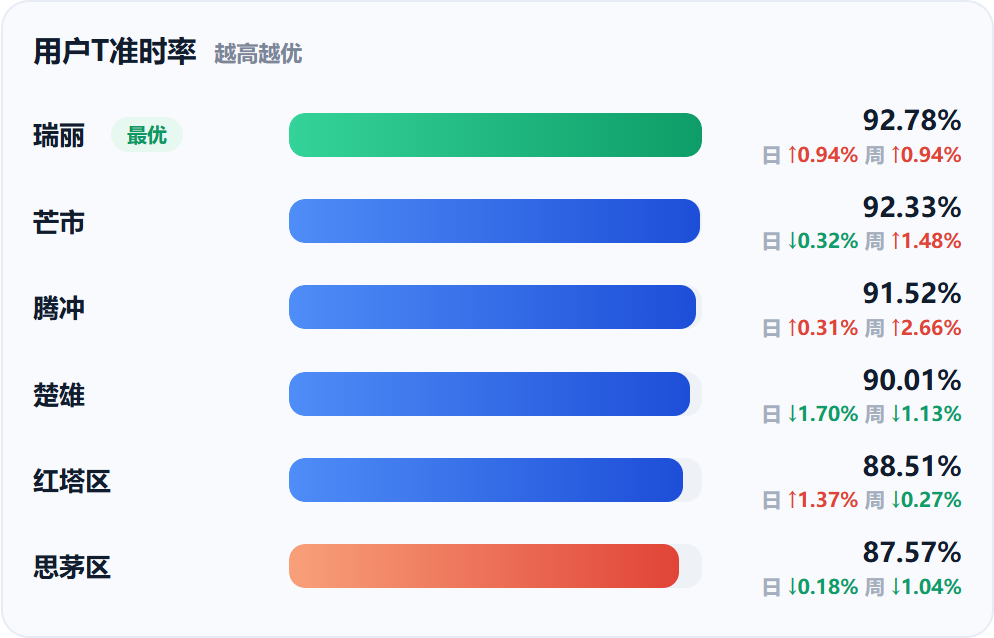 用户T准时率 越高越优
瑞丽 最优 92.78%
日 ↑0.94% 周 ↑0.94%
芒市 92.33%
日 ↓0.32% 周 ↑1.48%
腾冲 91.52%
日 ↑0.31% 周 ↑2.66%
楚雄 90.01%
日 ↓1.70% 周 ↓1.13%
红塔区 88.51%
日 ↑1.37% 周 ↓0.27%
思茅区 87.57%
日 ↓0.18% 周 ↓1.04%